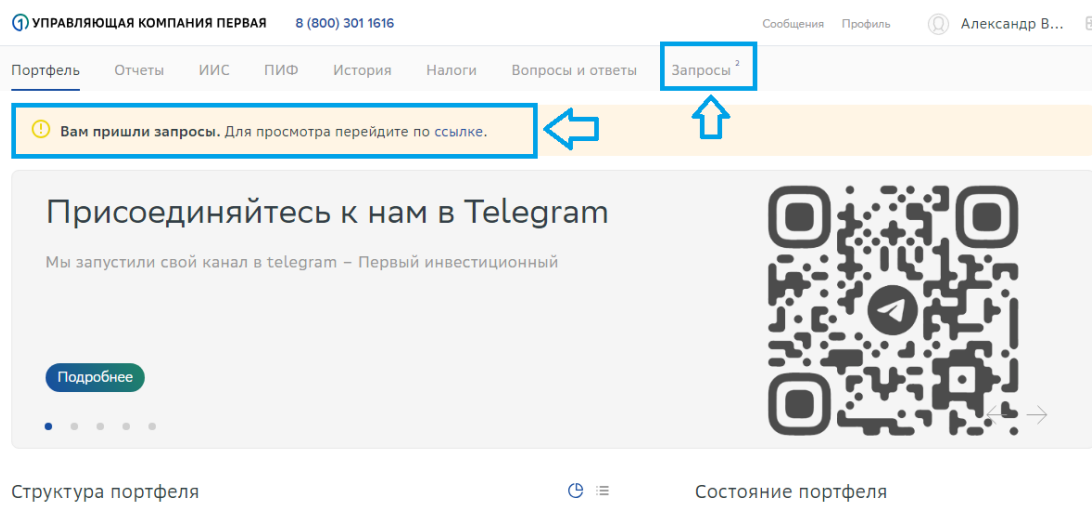 УПРАВЛЯЮЩАЯ КОМПАНИЯ ПЕРВАЯ 8 (800) 301 1616 Сообщения Профиль Александр В...
Портфель Отчеты ИИС ПИФ История Налоги Вопросы и ответы Запросы 2
Вам пришли запросы. Для просмотра перейдите по ссылке.
Присоединяйтесь к нам в Telegram
Мы запустили свой канал в telegram – Первый инвестиционный
Подробнее
Структура портфеля Состояние портфеля